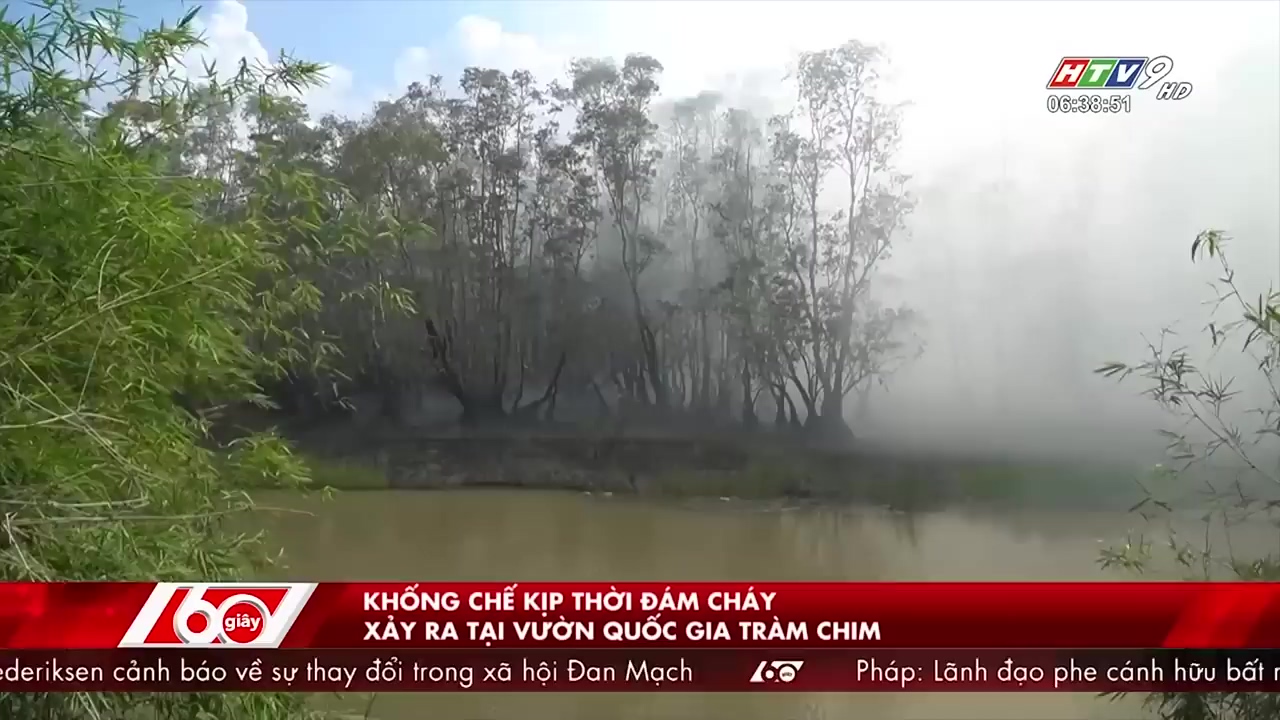 HTV9 HD
06:38:51
60 giây
KHỐNG CHẾ KỊP THỜI ĐÁM CHÁY
XẢY RA TẠI VƯỜN QUỐC GIA TRÀM CHIM
ederiksen cảnh báo về sự thay đổi trong xã hội Đan Mạch 60 giây Pháp: Lãnh đạo phe cánh hữu bất